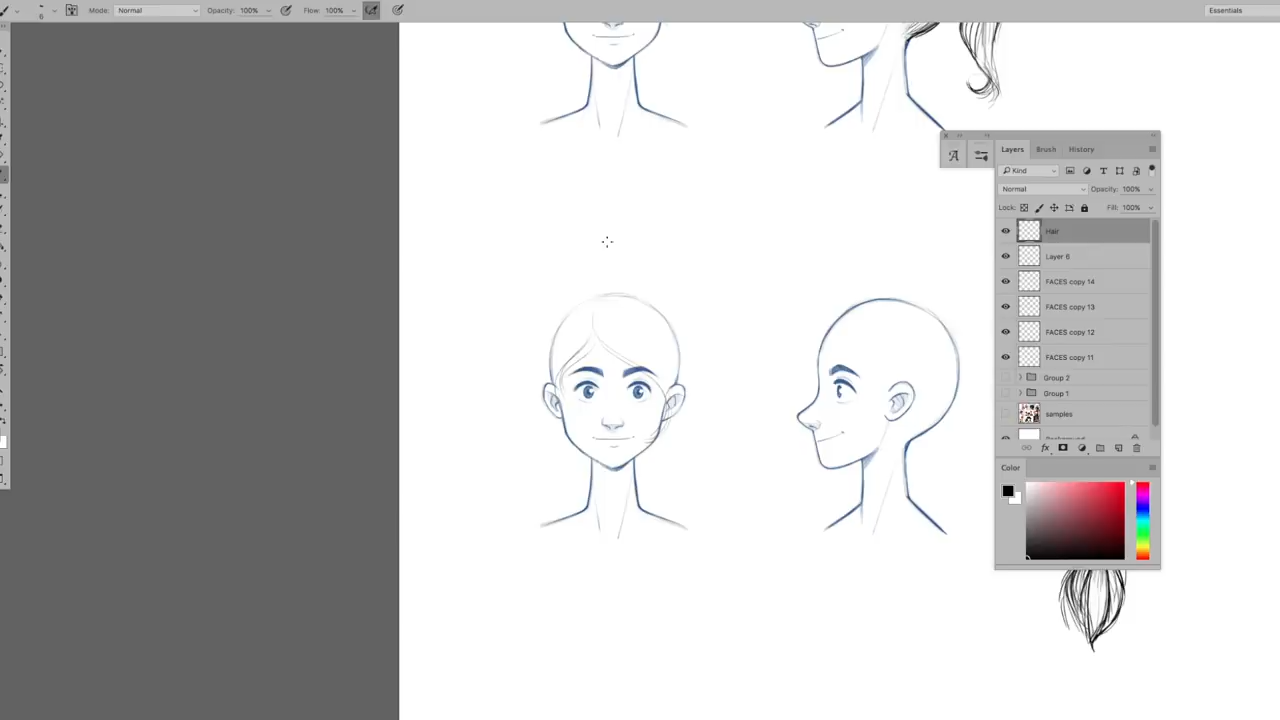 Mode: Normal Opacity: 100% Flow: 100% Essentials
6
Layers Brush History
Kind
Normal Opacity: 100%
Lock: Fill: 100%
Hair
Layer 6
FACES copy 14
FACES copy 13
FACES copy 12
FACES copy 11
Group 2
Group 1
samples
Background
Color